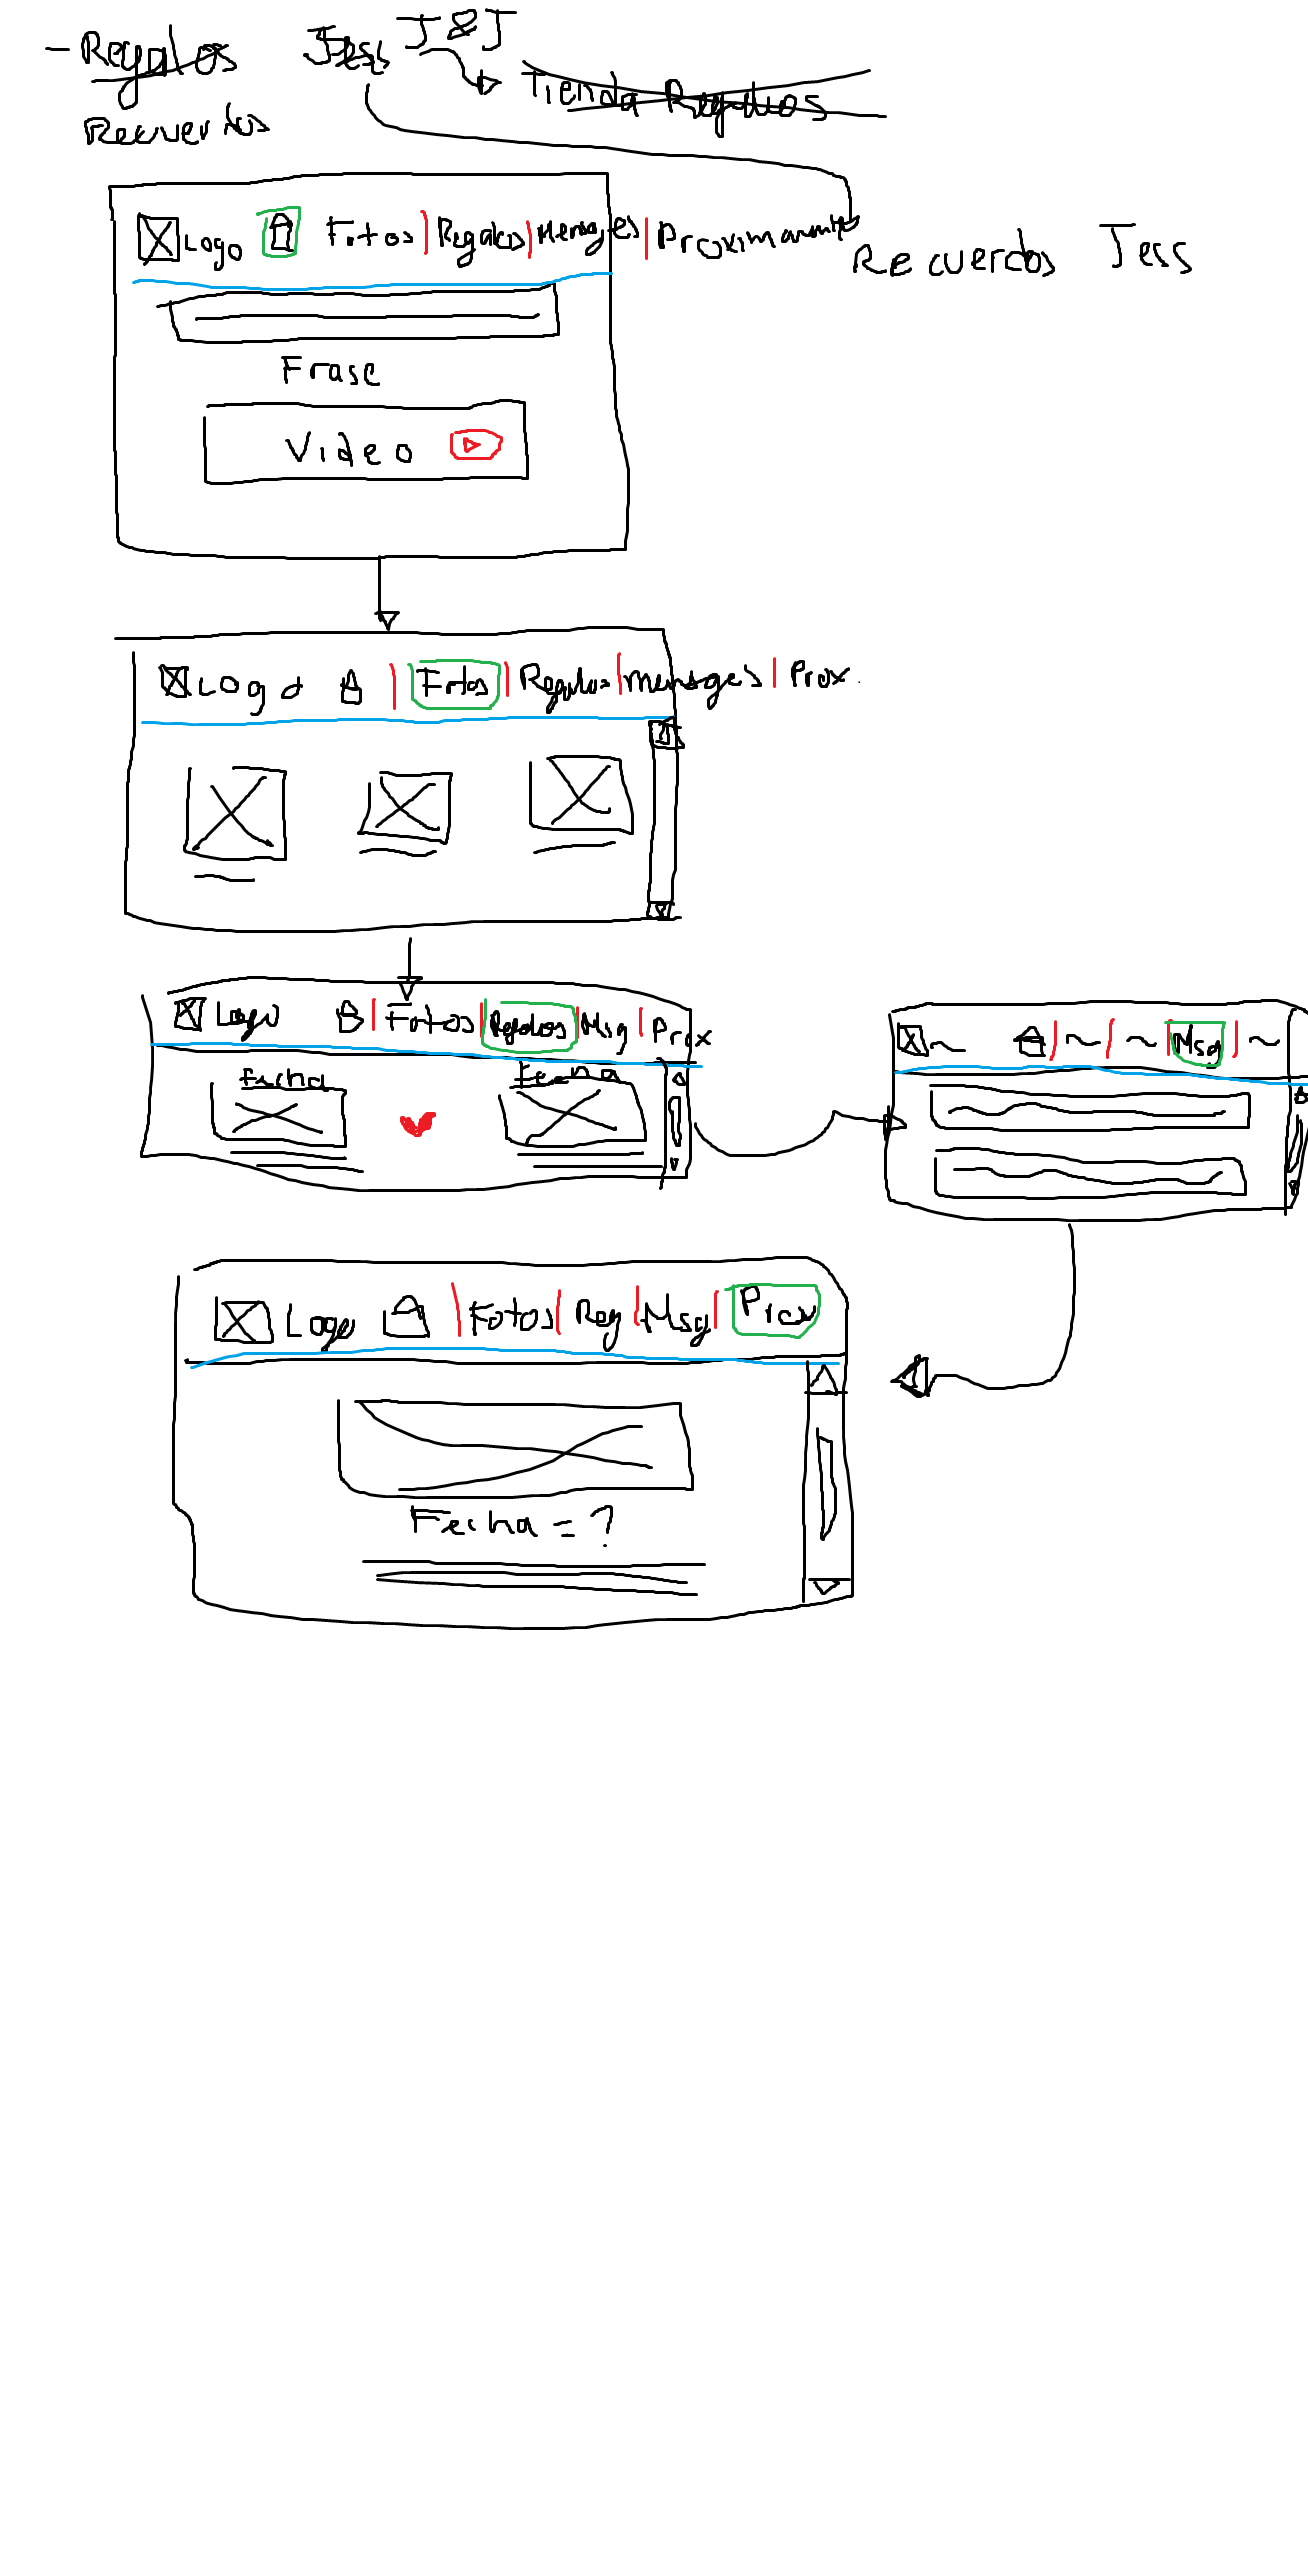 - Regalos Jess J&J
Tienda Regalos
Recuerdos
Logo Fotos | Regalos | Mensajes | Proximamente
Recuerdos Jess
Frase
Video
Logo | Fotos | Regalos | mensajes | Prox.
Logo | Fotos | Regalos | Msg | Prox
Fecha Fecha
| ~ | ~ | Msg | ~
Logo | Fotos | Reg | Msg | Prox
Fecha = ?